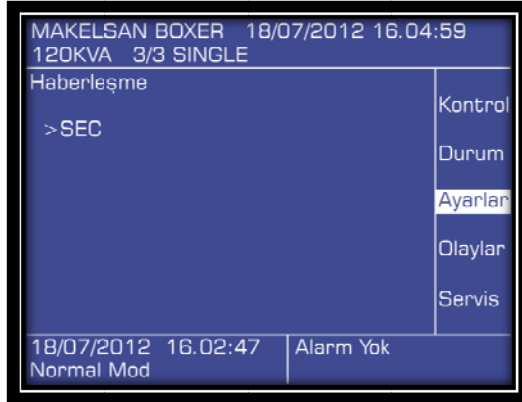 MAKELSAN BOXER 18/07/2012 16.04:59
120KVA 3/3 SINGLE
Haberleşme
>SEC
Kontrol
Durum
Ayarlar
Olaylar
Servis
18/07/2012 16.02:47
Normal Mod
Alarm Yok